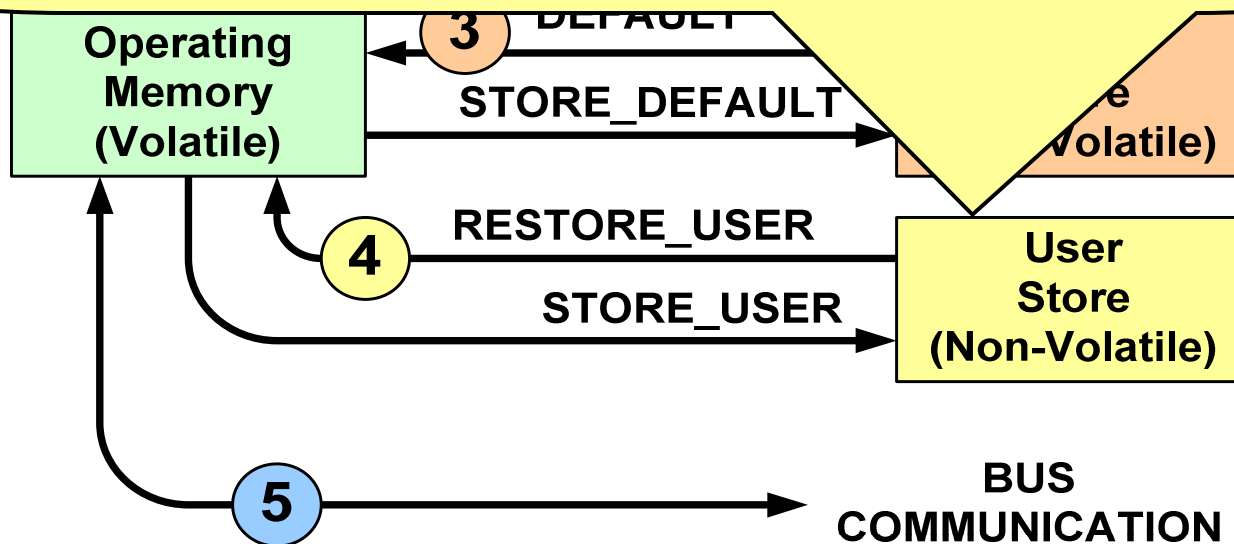 Operating
Memory
(Volatile)
3
DEFAULT
STORE_DEFAULT
Volatile)
4
RESTORE_USER
STORE_USER
User
Store
(Non-Volatile)
5
BUS
COMMUNICATION